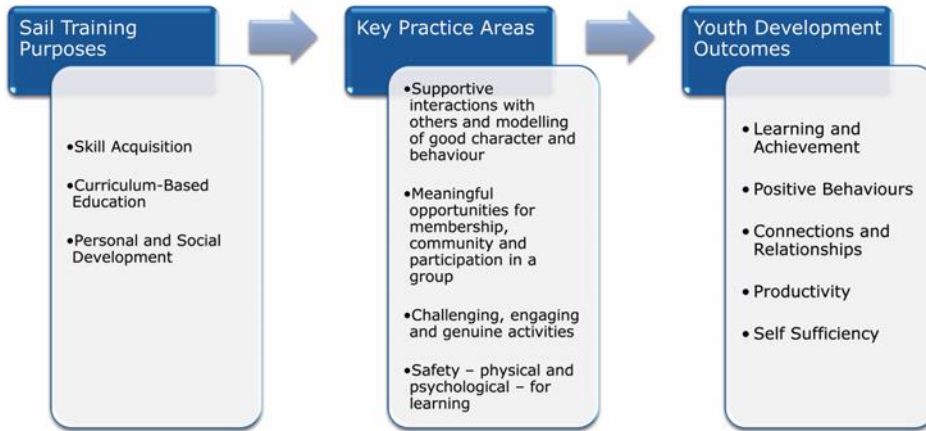 Sail Training
Purposes
•Skill Acquisition
•Curriculum-Based
Education
•Personal and Social
Development
Key Practice Areas
•Supportive
interactions with
others and modelling
of good character and
behaviour
•Meaningful
opportunities for
membership,
community and
participation in a
group
•Challenging, engaging
and genuine activities
•Safety – physical and
psychological – for
learning
Youth Development
Outcomes
• Learning and
Achievement
• Positive Behaviours
• Connections and
Relationships
• Productivity
• Self Sufficiency